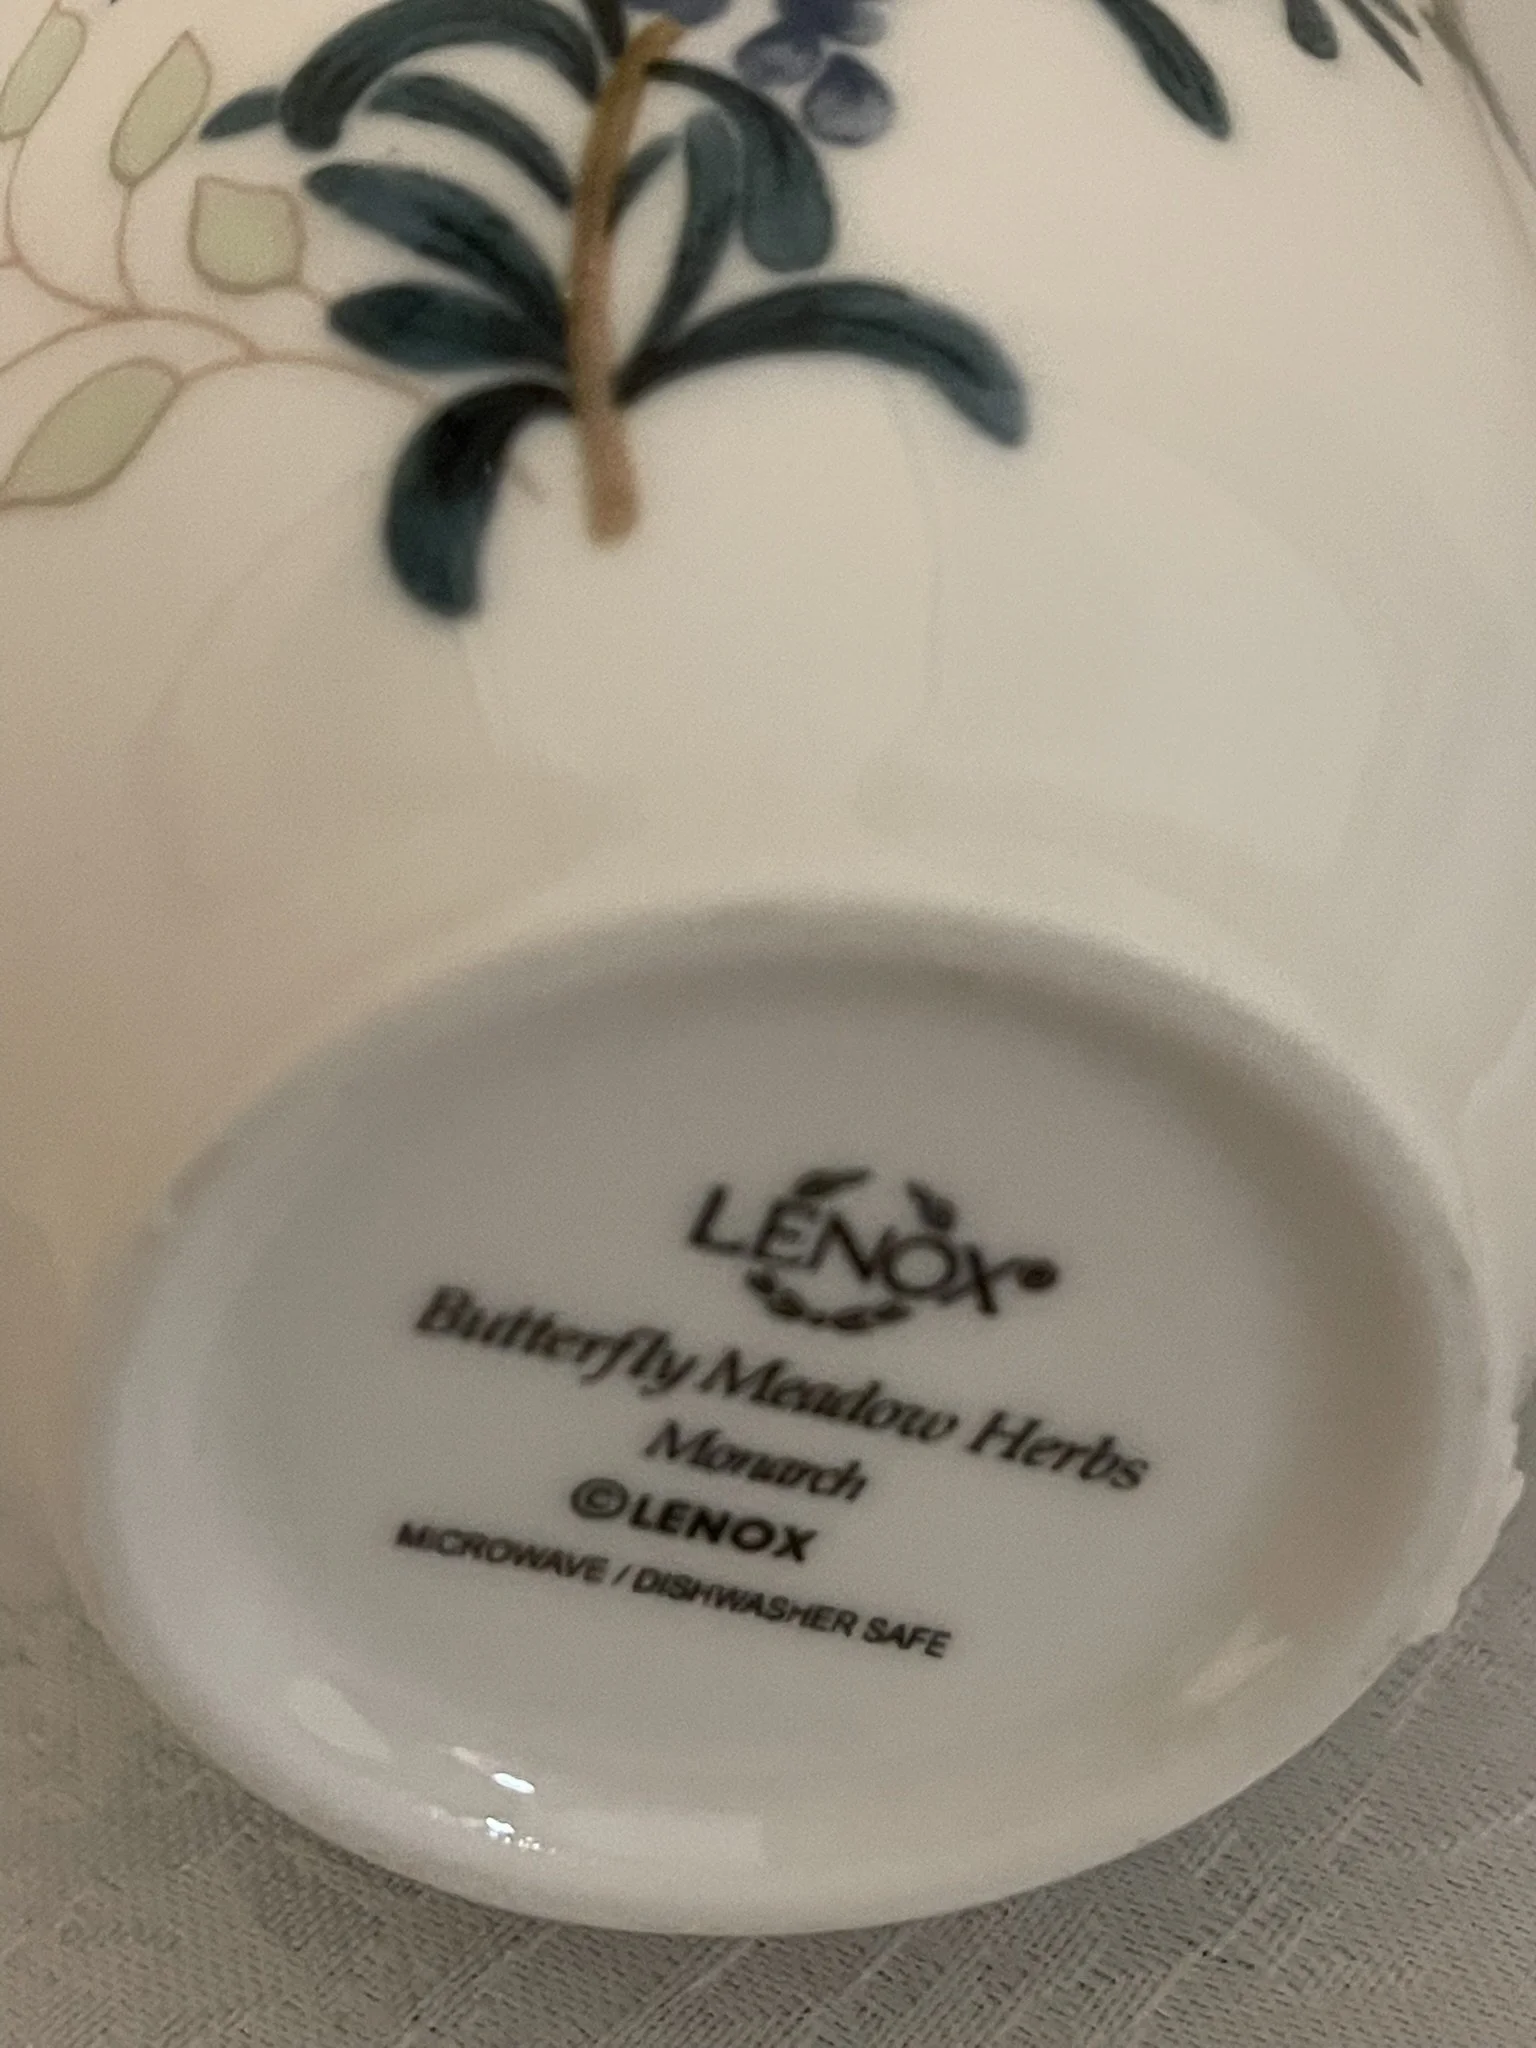 LENOX®
Butterfly Meadow Herbs
Monarch
©LENOX
MICROWAVE / DISHWASHER SAFE